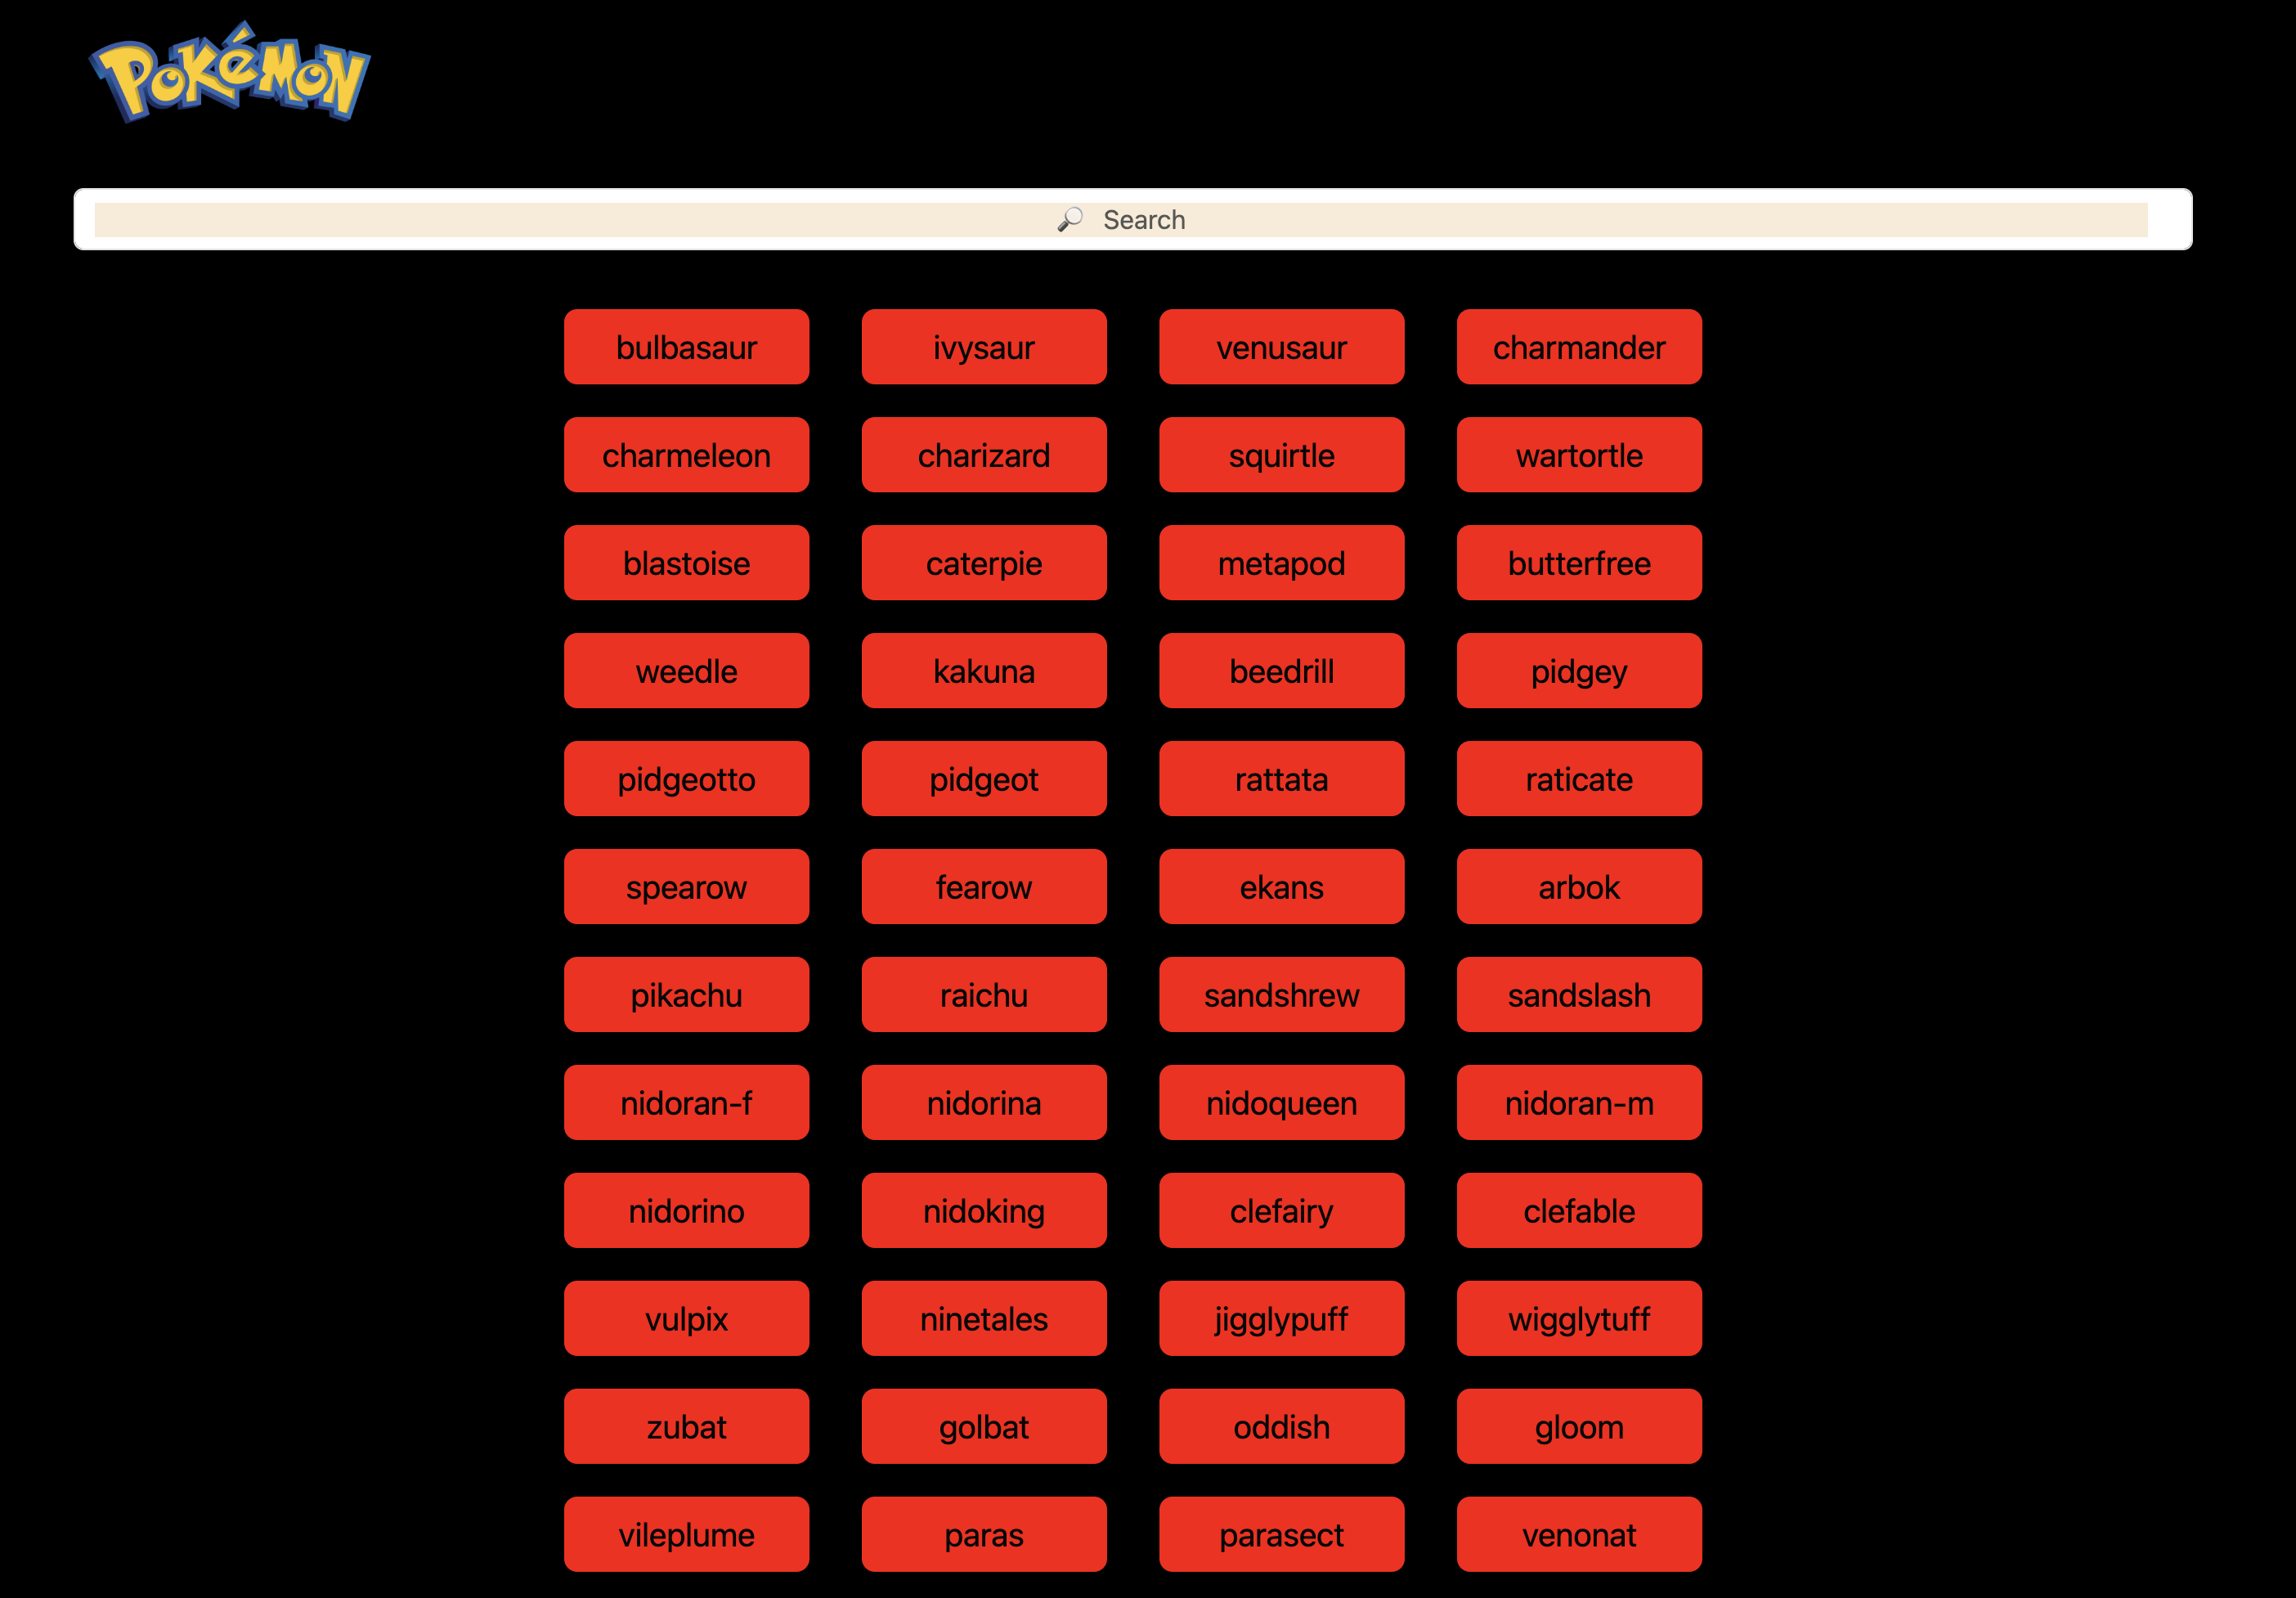 Pokémon
🔎 Search
bulbasaur ivysaur venusaur charmander
charmeleon charizard squirtle wartortle
blastoise caterpie metapod butterfree
weedle kakuna beedrill pidgey
pidgeotto pidgeot rattata raticate
spearow fearow ekans arbok
pikachu raichu sandshrew sandslash
nidoran-f nidorina nidoqueen nidoran-m
nidorino nidoking clefairy clefable
vulpix ninetales jigglypuff wigglytuff
zubat golbat oddish gloom
vileplume paras parasect venonat